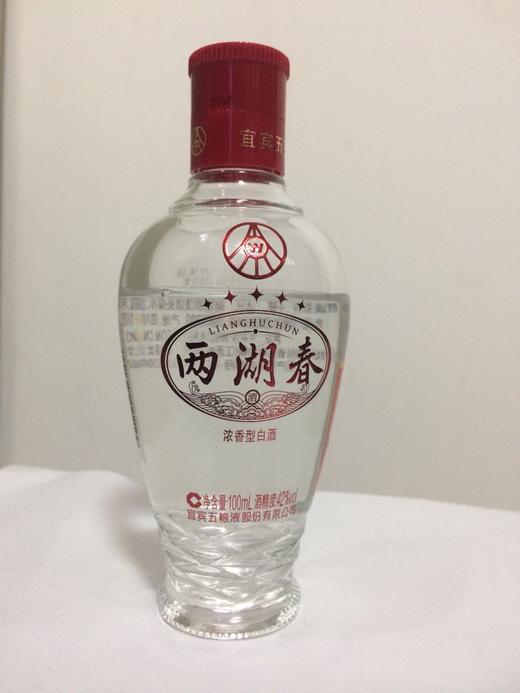 宜宾五
LIANGHUCHUN
两湖春
酒
浓香型白酒
净含量:100mL 酒精度:42%vol
宜宾五粮液股份有限公司